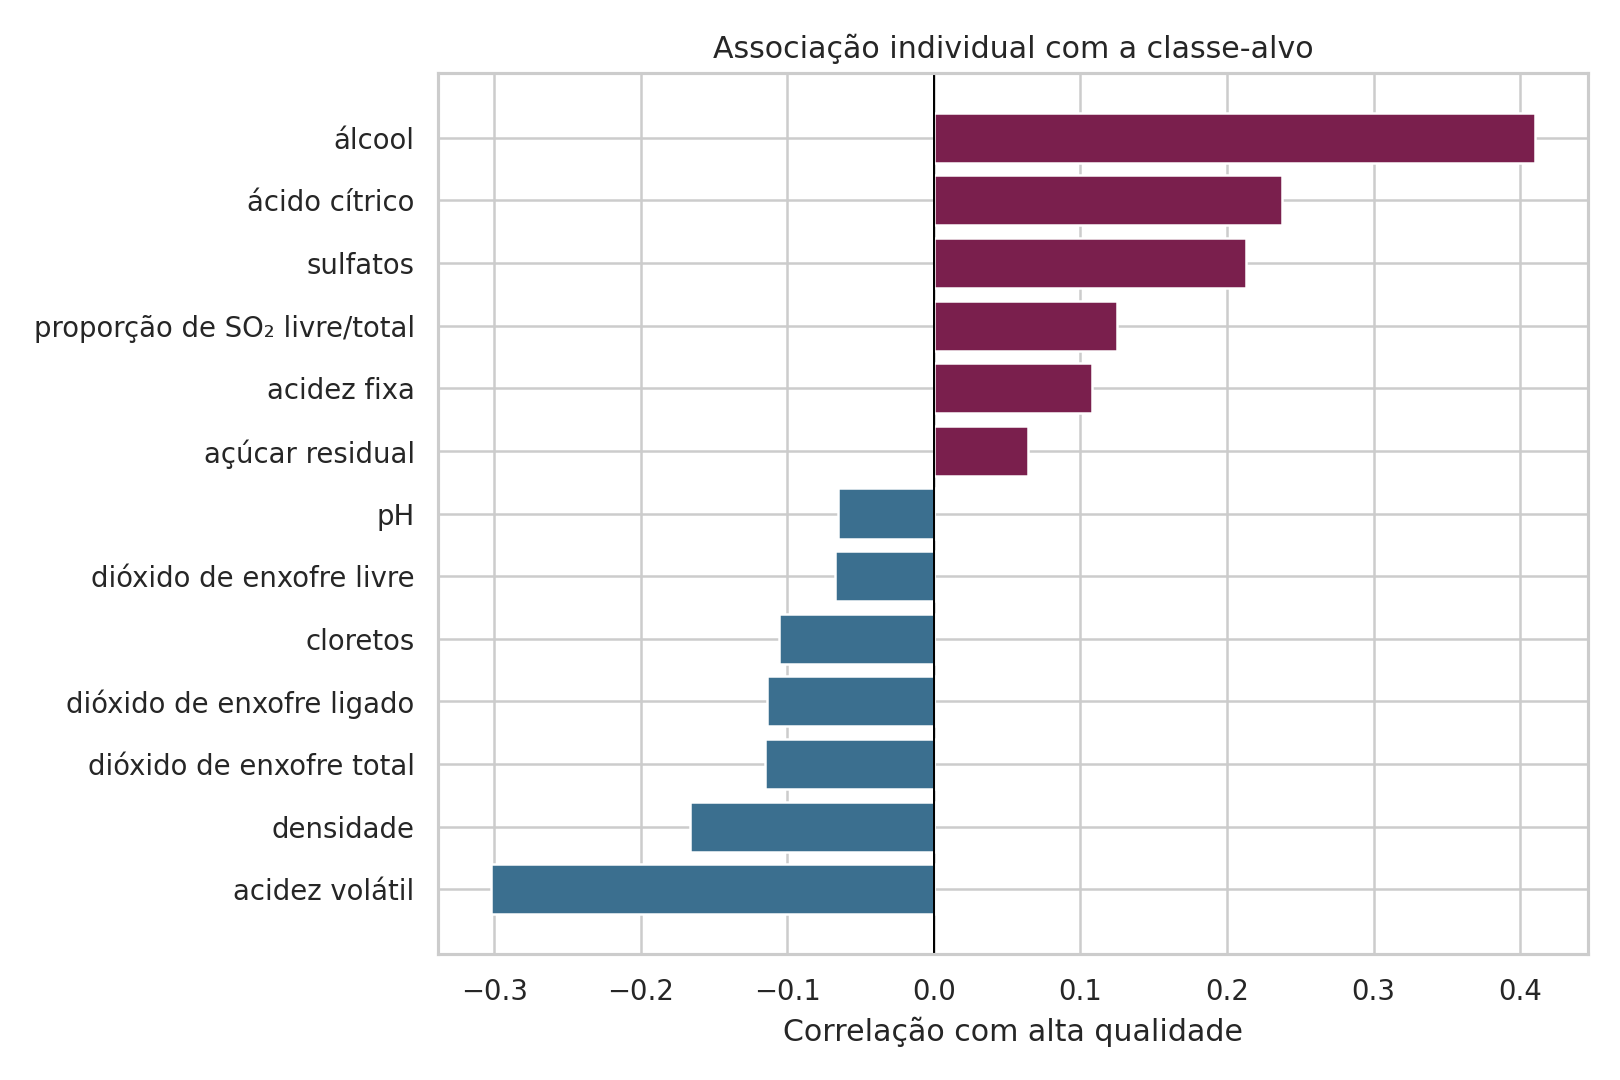 Associação individual com a classe-alvo
álcool
ácido cítrico
sulfatos
proporção de SO₂ livre/total
acidez fixa
açúcar residual
pH
dióxido de enxofre livre
cloretos
dióxido de enxofre ligado
dióxido de enxofre total
densidade
acidez volátil
−0.3 −0.2 −0.1 0.0 0.1 0.2 0.3 0.4
Correlação com alta qualidade